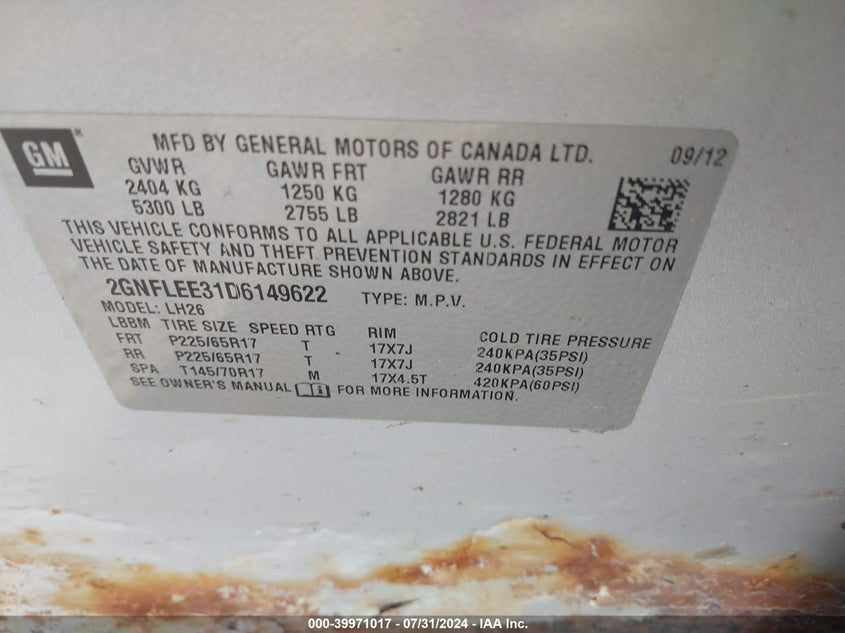 GM®
MFD BY GENERAL MOTORS OF CANADA LTD. 09/12
GVWR GAWR FRT GAWR RR
2404 KG 1250 KG 1280 KG
5300 LB 2755 LB 2821 LB
THIS VEHICLE CONFORMS TO ALL APPLICABLE U.S. FEDERAL MOTOR
VEHICLE SAFETY AND THEFT PREVENTION STANDARDS IN EFFECT ON
THE DATE OF MANUFACTURE SHOWN ABOVE.
2GNFLEE31D6149622 TYPE: M.P.V.
MODEL: LH26
LBBM TIRE SIZE SPEED RTG RIM COLD TIRE PRESSURE
FRT P225/65R17 T 17X7J 240KPA(35PSI)
RR P225/65R17 T 17X7J 240KPA(35PSI)
SPA T145/70R17 M 17X4.5T 420KPA(60PSI)
SEE OWNER'S MANUAL FOR MORE INFORMATION.
000-39971017 / 07/31/2024 - IAA Inc.